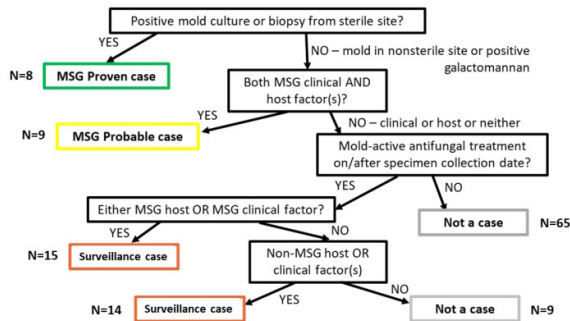 Positive mold culture or biopsy from sterile site?
YES
NO – mold in nonsterile site or positive
galactomannan
N=8
MSG Proven case
Both MSG clinical AND
host factor(s)?
YES
NO – clinical or host or neither
N=9
MSG Probable case
Mold-active antifungal treatment
on/after specimen collection date?
YES
NO
Either MSG host OR MSG clinical factor?
Not a case
N=65
YES
NO
N=15
Surveillance case
Non-MSG host OR
clinical factor(s)
YES
NO
N=14
Surveillance case
Not a case
N=9